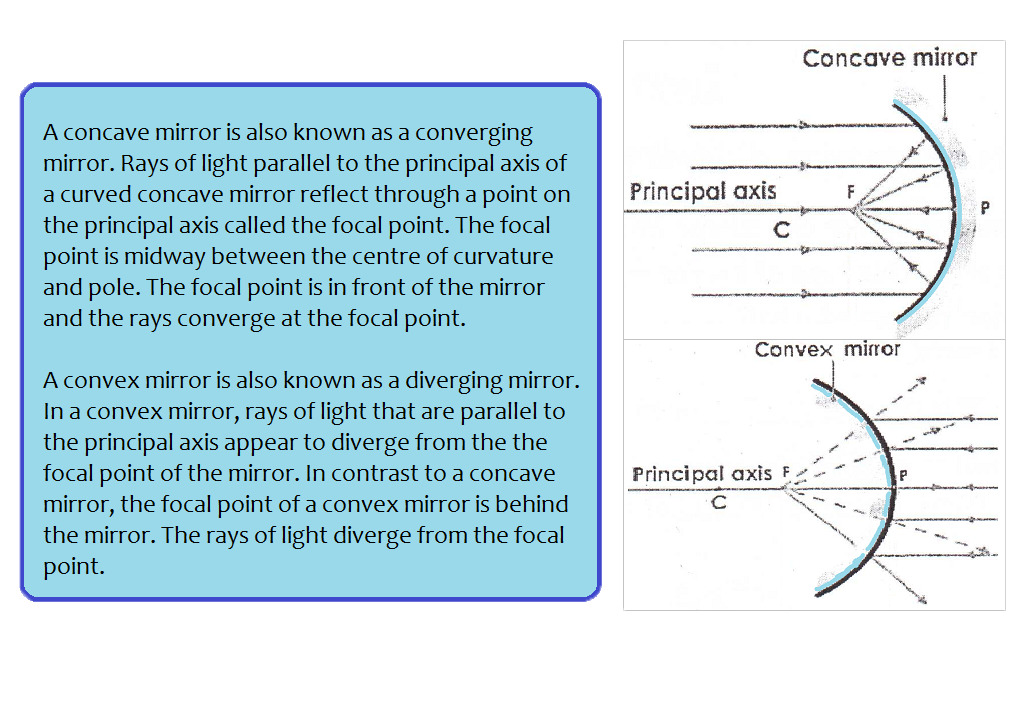 A concave mirror is also known as a converging
mirror. Rays of light parallel to the principal axis of
a curved concave mirror reflect through a point on
the principal axis called the focal point. The focal
point is midway between the centre of curvature
and pole. The focal point is in front of the mirror
and the rays converge at the focal point.
A convex mirror is also known as a diverging mirror.
In a convex mirror, rays of light that are parallel to
the principal axis appear to diverge from the the
focal point of the mirror. In contrast to a concave
mirror, the focal point of a convex mirror is behind
the mirror. The rays of light diverge from the focal
point.
Concave mirror
Principal axis
F
P
C
Convex mirror
Principal axis
F
P
C